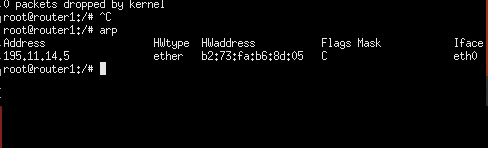 0 packets dropped by kernel
root@router1:/# ^C
root@router1:/# arp
Address HWtype HWaddress Flags Mask Iface
195.11.14.5 ether b2:73:fa:b6:8d:05 C eth0
root@router1:/#